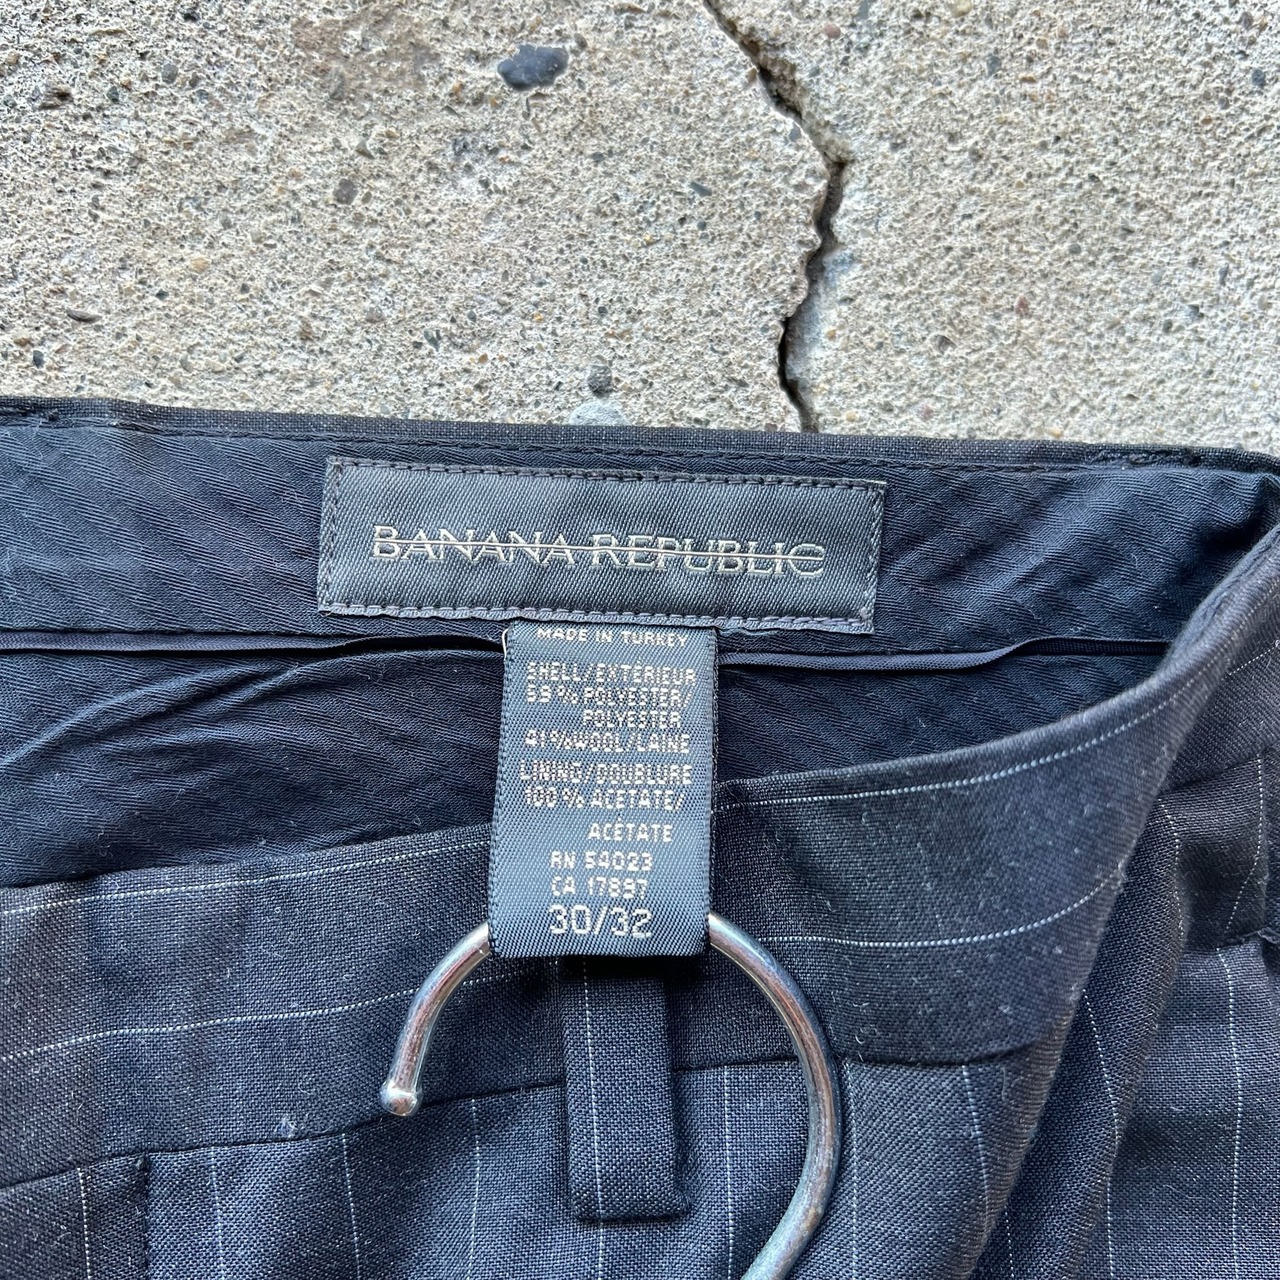 BANANA REPUBLIC
MADE IN TURKEY
SHELL/EXTÉRIEUR
59% POLYESTER/
POLYESTER
41% WOOL/LAINE
LINING/DOUBLURE
100% ACETATE/
ACÉTATE
RN 54023
CA 17897
30/32